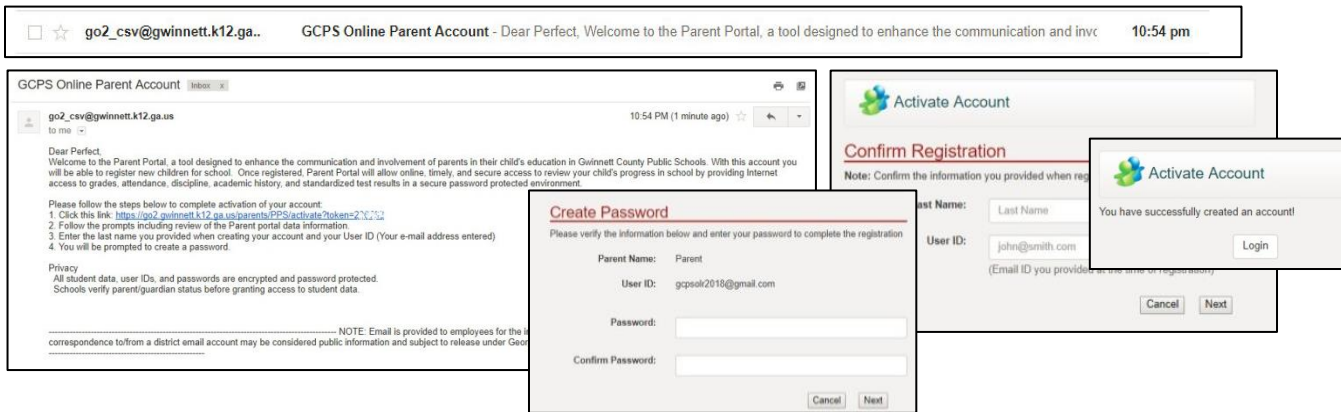 go2_csv@gwinnett.k12.ga.. GCPS Online Parent Account - Dear Perfect, Welcome to the Parent Portal, a tool designed to enhance the communication and invc 10:54 pm
GCPS Online Parent Account Inbox x
go2_csv@gwinnett.k12.ga.us 10:54 PM (1 minute ago)
to me
Dear Perfect,
Welcome to the Parent Portal, a tool designed to enhance the communication and involvement of parents in their child's education in Gwinnett County Public Schools. With this account you
will be able to register new children for school. Once registered, Parent Portal will allow online, timely, and secure access to review your child's progress in school by providing Internet
access to grades, attendance, discipline, academic history, and standardized test results in a secure password protected environment.
Please follow the steps below to complete activation of your account:
1. Click this link: https://go2.gwinnett.k12.ga.us/parents/PPS/activate?token=
2. Follow the prompts including review of the Parent portal data information.
3. Enter the last name you provided when creating your account and your User ID (Your e-mail address entered)
4. You will be prompted to create a password.
Privacy
All student data, user IDs, and passwords are encrypted and password protected.
Schools verify parent/guardian status before granting access to student data.
NOTE: Email is provided to employees for the
correspondence to/from a district email account may be considered public information and subject to release under
Create Password
Please verify the information below and enter your password to complete the registration
Parent Name: Parent
User ID: gcpsolr2018@gmail.com
Password:
Confirm Password:
Cancel Next
Activate Account
Confirm Registration
Note: Confirm the information you provided when
Last Name: Last Name
User ID: john@smith.com
(Email ID you provided at the time of registration)
Cancel Next
Activate Account
You have successfully created an account!
Login